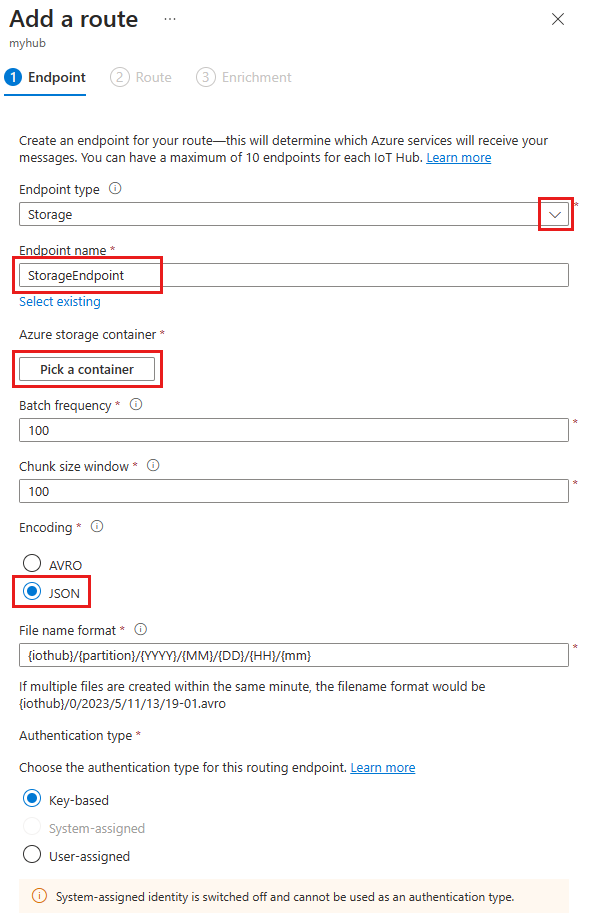 Add a route ...
myhub
1 Endpoint 2 Route 3 Enrichment
Create an endpoint for your route—this will determine which Azure services will receive your
messages. You can have a maximum of 10 endpoints for each IoT Hub. Learn more
Endpoint type
Storage *
Endpoint name *
StorageEndpoint
Select existing
Azure storage container *
Pick a container
Batch frequency *
100 *
Chunk size window *
100 *
Encoding *
AVRO
JSON
File name format *
{iothub}/{partition}/{YYYY}/{MM}/{DD}/{HH}/{mm} *
If multiple files are created within the same minute, the filename format would be
{iothub}/0/2023/5/11/13/19-01.avro
Authentication type *
Choose the authentication type for this routing endpoint. Learn more
Key-based
System-assigned
User-assigned
System-assigned identity is switched off and cannot be used as an authentication type.